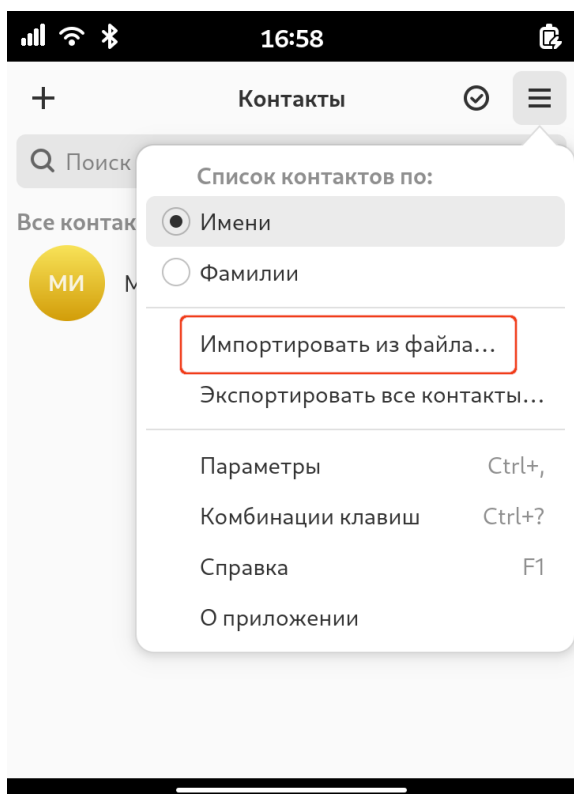 16:58
Контакты
Поиск
Список контактов по:
Все контак
Имени
МИ
М
Фамилии
Импортировать из файла...
Экспортировать все контакты...
Параметры Ctrl+,
Комбинации клавиш Ctrl+?
Справка F1
О приложении